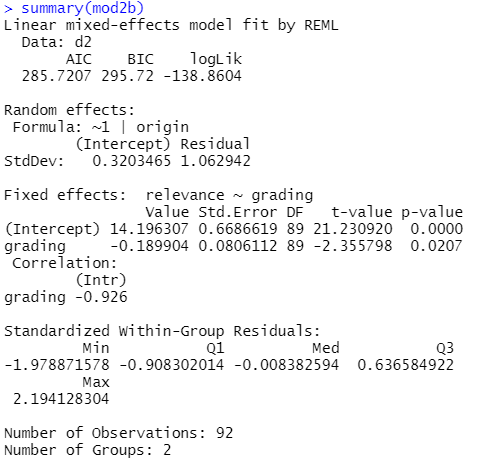 > summary(mod2b)
Linear mixed-effects model fit by REML
  Data: d2
       AIC    BIC    logLik
  285.7207 295.72 -138.8604

Random effects:
 Formula: ~1 | origin
        (Intercept) Residual
StdDev:   0.3203465 1.062942

Fixed effects:  relevance ~ grading
                Value Std.Error DF   t-value p-value
(Intercept) 14.196307 0.6686619 89 21.230920  0.0000
grading     -0.189904 0.0806112 89 -2.355798  0.0207
 Correlation:
        (Intr)
grading -0.926

Standardized Within-Group Residuals:
         Min           Q1          Med           Q3
-1.978871578 -0.908302014 -0.008382594  0.636584922
         Max
 2.194128304

Number of Observations: 92
Number of Groups: 2